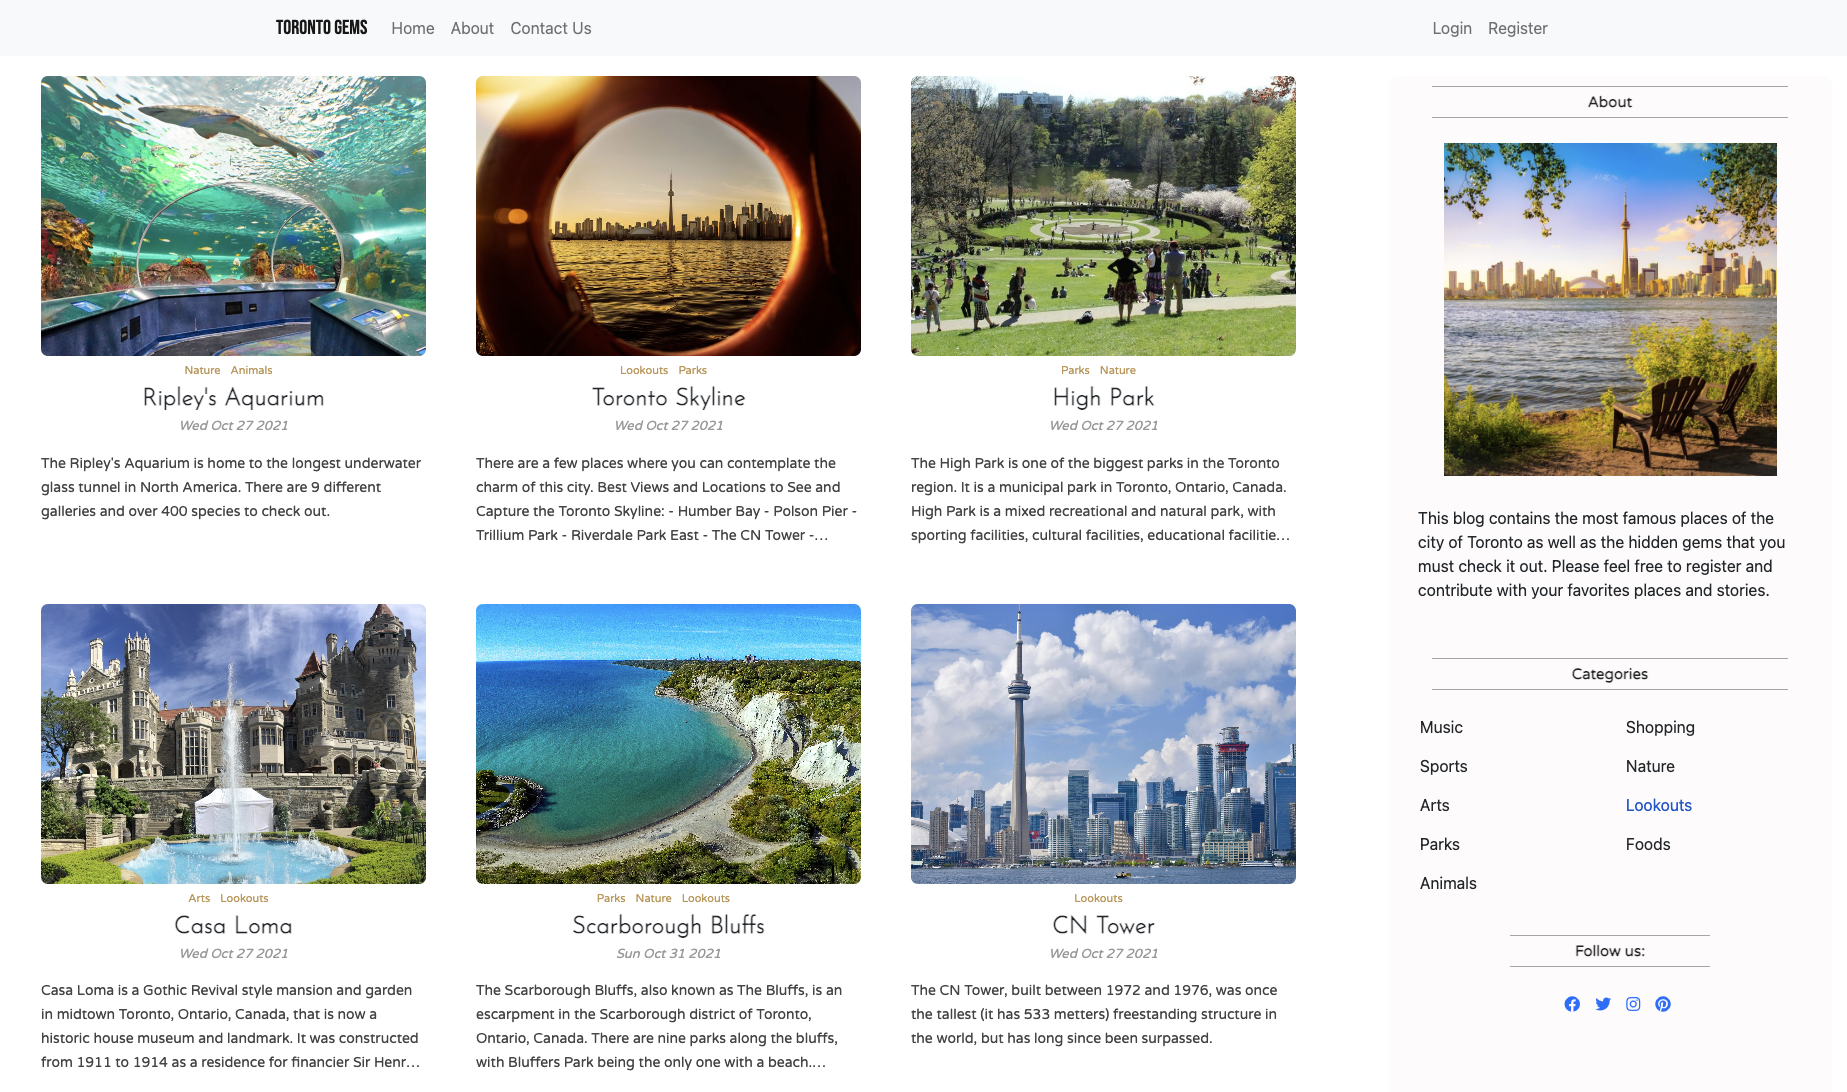 TORONTO GEMS Home About Contact Us Login Register
Nature Animals
Ripley's Aquarium
Wed Oct 27 2021
The Ripley's Aquarium is home to the longest underwater
glass tunnel in North America. There are 9 different
galleries and over 400 species to check out.
Lookouts Parks
Toronto Skyline
Wed Oct 27 2021
There are a few places where you can contemplate the
charm of this city. Best Views and Locations to See and
Capture the Toronto Skyline: - Humber Bay - Polson Pier -
Trillium Park - Riverdale Park East - The CN Tower -...
Parks Nature
High Park
Wed Oct 27 2021
The High Park is one of the biggest parks in the Toronto
region. It is a municipal park in Toronto, Ontario, Canada.
High Park is a mixed recreational and natural park, with
sporting facilities, cultural facilities, educational facilitie...
Arts Lookouts
Casa Loma
Wed Oct 27 2021
Casa Loma is a Gothic Revival style mansion and garden
in midtown Toronto, Ontario, Canada, that is now a
historic house museum and landmark. It was constructed
from 1911 to 1914 as a residence for financier Sir Henr...
Parks Nature Lookouts
Scarborough Bluffs
Sun Oct 31 2021
The Scarborough Bluffs, also known as The Bluffs, is an
escarpment in the Scarborough district of Toronto,
Ontario, Canada. There are nine parks along the bluffs,
with Bluffers Park being the only one with a beach....
Lookouts
CN Tower
Wed Oct 27 2021
The CN Tower, built between 1972 and 1976, was once
the tallest (it has 533 metters) freestanding structure in
the world, but has long since been surpassed.
About
This blog contains the most famous places of the
city of Toronto as well as the hidden gems that you
must check it out. Please feel free to register and
contribute with your favorites places and stories.
Categories
Music Shopping
Sports Nature
Arts Lookouts
Parks Foods
Animals
Follow us: